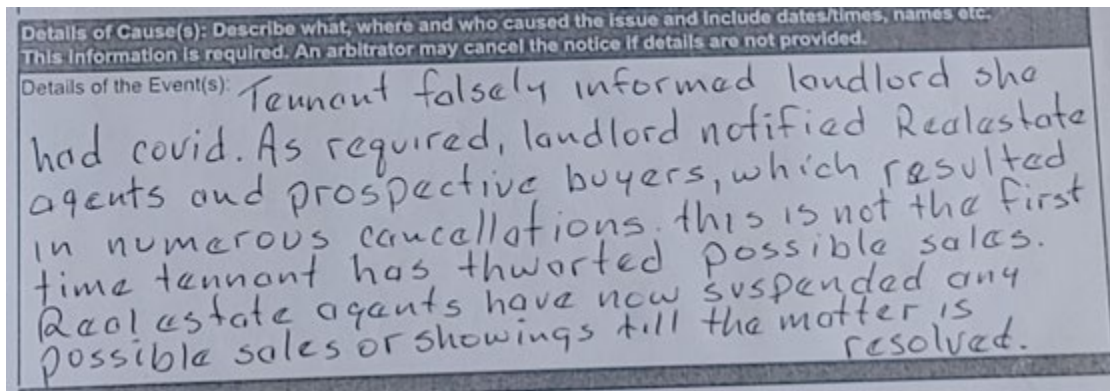 Details of Cause(s): Describe what, where and who caused the issue and include dates/times, names etc.
This information is required. An arbitrator may cancel the notice if details are not provided.
Details of the Event(s): Tennant falsely informed landlord she
had covid. As required, landlord notified Realestate
agents and prospective buyers, which resulted
in numerous cancellations. this is not the first
time tennant has thworted possible sales.
Real estate agents have now suspended any
possible sales or showings till the matter is
resolved.